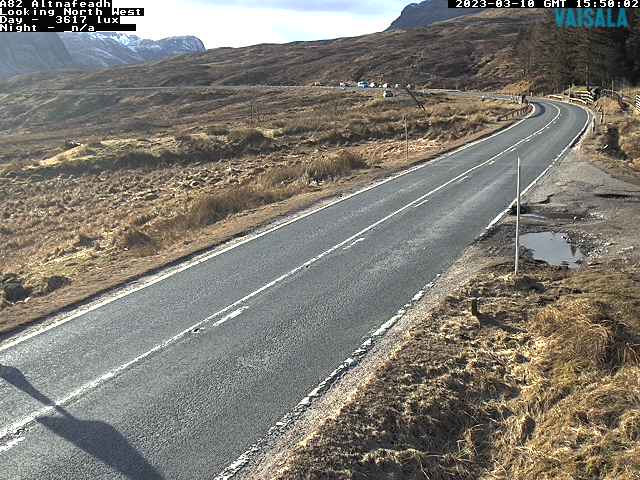 A82 Altnafeadh
Looking North West
Day - 3617 lux
Night - n/a
2023-03-10 GMT 15:50:02
VAISALA